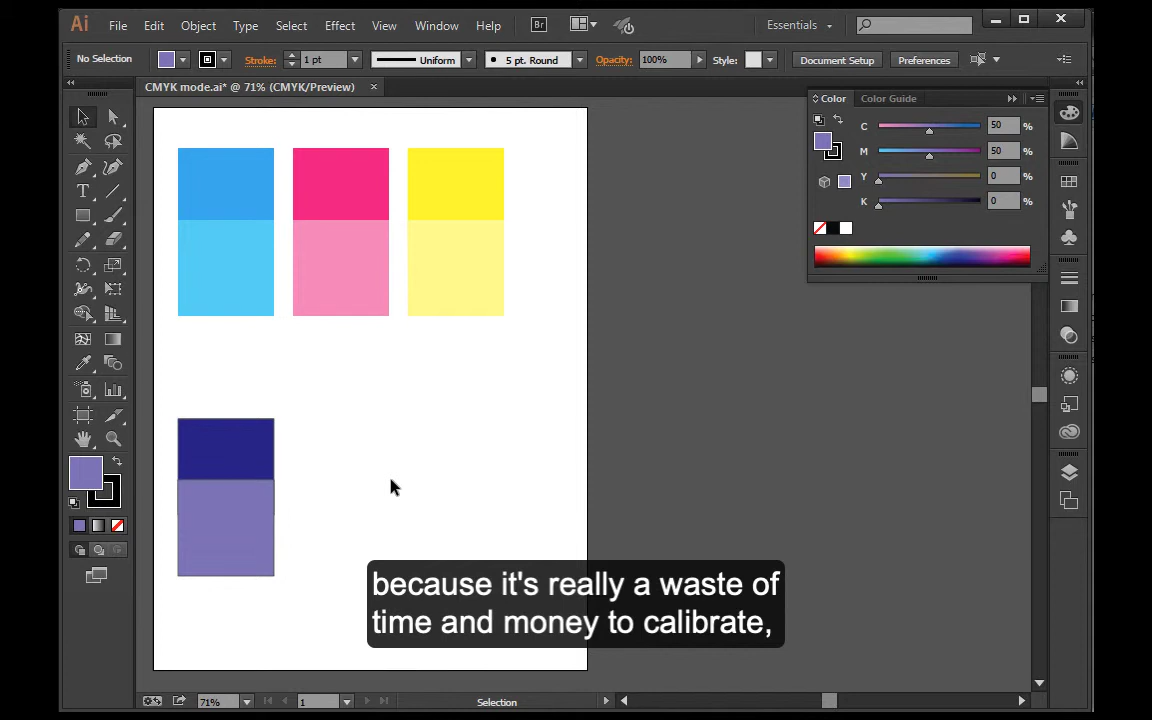 Ai File Edit Object Type Select Effect View Window Help Br Essentials
No Selection Stroke: 1 pt Uniform 5 pt. Round Opacity: 100% Style: Document Setup Preferences
CMYK mode.ai* @ 71% (CMYK/Preview)
Color Color Guide
C 50 %
M 50 %
Y 0 %
K 0 %
because it's really a waste of
time and money to calibrate,
71% 1 Selection